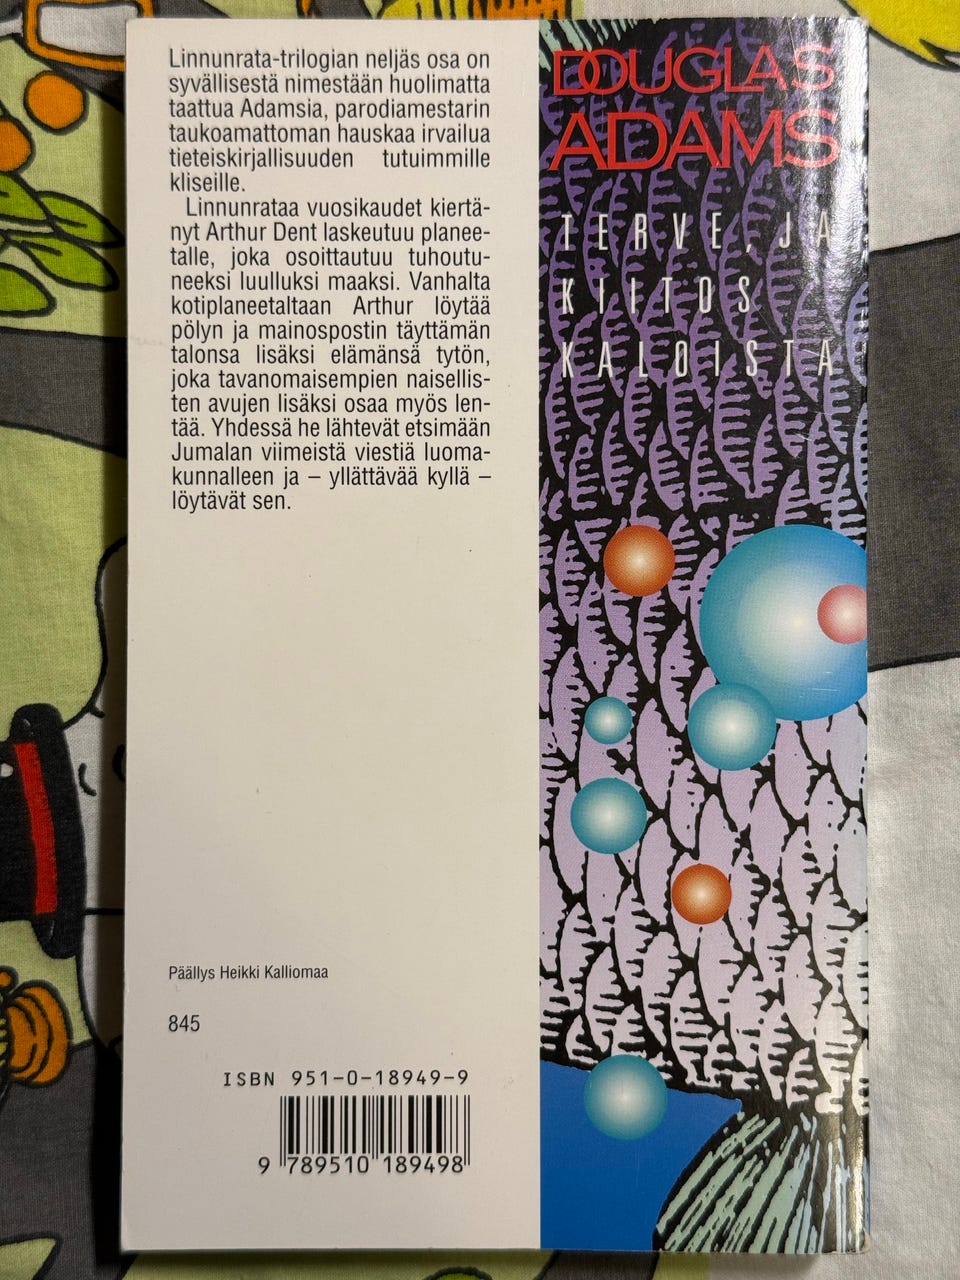 Linnunrata-trilogian neljäs osa on
syvällisestä nimestään huolimatta
taattua Adamsia, parodiamestarin
taukoamattoman hauskaa irvailua
tieteiskirjallisuuden tutuimmille
kliseille.
Linnunrataa vuosikaudet kiertä-
nyt Arthur Dent laskeutuu planee-
talle, joka osoittautuu tuhoutu-
neeksi luulluksi maaksi. Vanhalta
kotiplaneetaltaan Arthur löytää
pölyn ja mainospostin täyttämän
talonsa lisäksi elämänsä tytön,
joka tavanomaisempien naisellis-
ten avujen lisäksi osaa myös len-
tää. Yhdessä he lähtevät etsimään
Jumalan viimeistä viestiä luoma-
kunnalleen ja – yllättävää kyllä –
löytävät sen.
Päällys Heikki Kalliomaa
845
ISBN 951-0-18949-9
9 789510 189498
DOUGLAS
ADAMS
TERVE, JA
KIITOS
KALOISTA